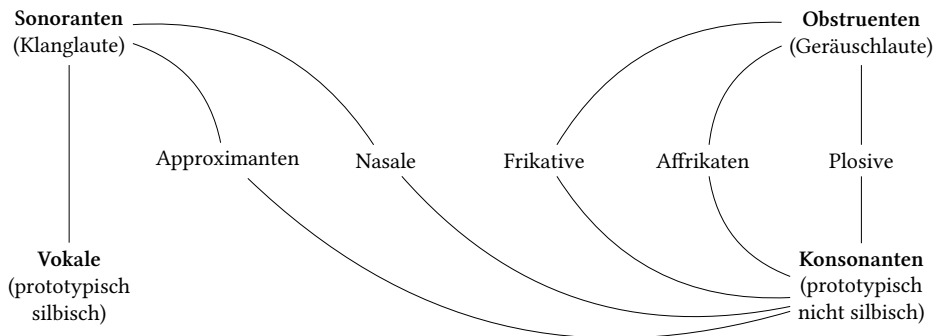 Sonoranten
(Klanglaute)
Obstruenten
(Geräuschlaute)
Approximanten
Nasale
Frikative
Affrikaten
Plosive
Vokale
(prototypisch
silbisch)
Konsonanten
(prototypisch
nicht silbisch)